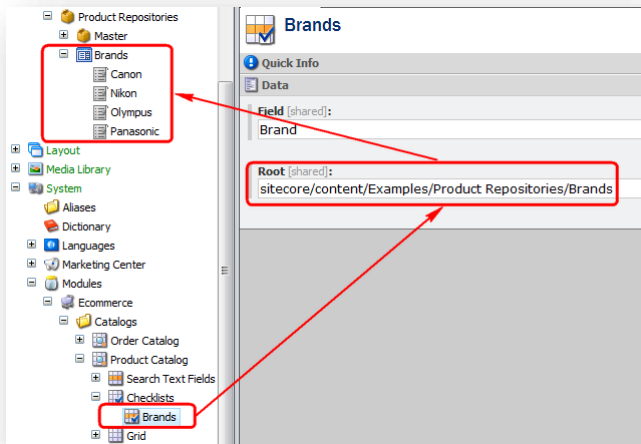 Product Repositories
Master
Brands
Canon
Nikon
Olympus
Panasonic
Layout
Media Library
System
Aliases
Dictionary
Languages
Marketing Center
Modules
Ecommerce
Catalogs
Order Catalog
Product Catalog
Search Text Fields
Checklists
Brands
Grid
Brands
Quick Info
Data
Field [shared]:
Brand
Root [shared]:
sitecore/content/Examples/Product Repositories/Brands